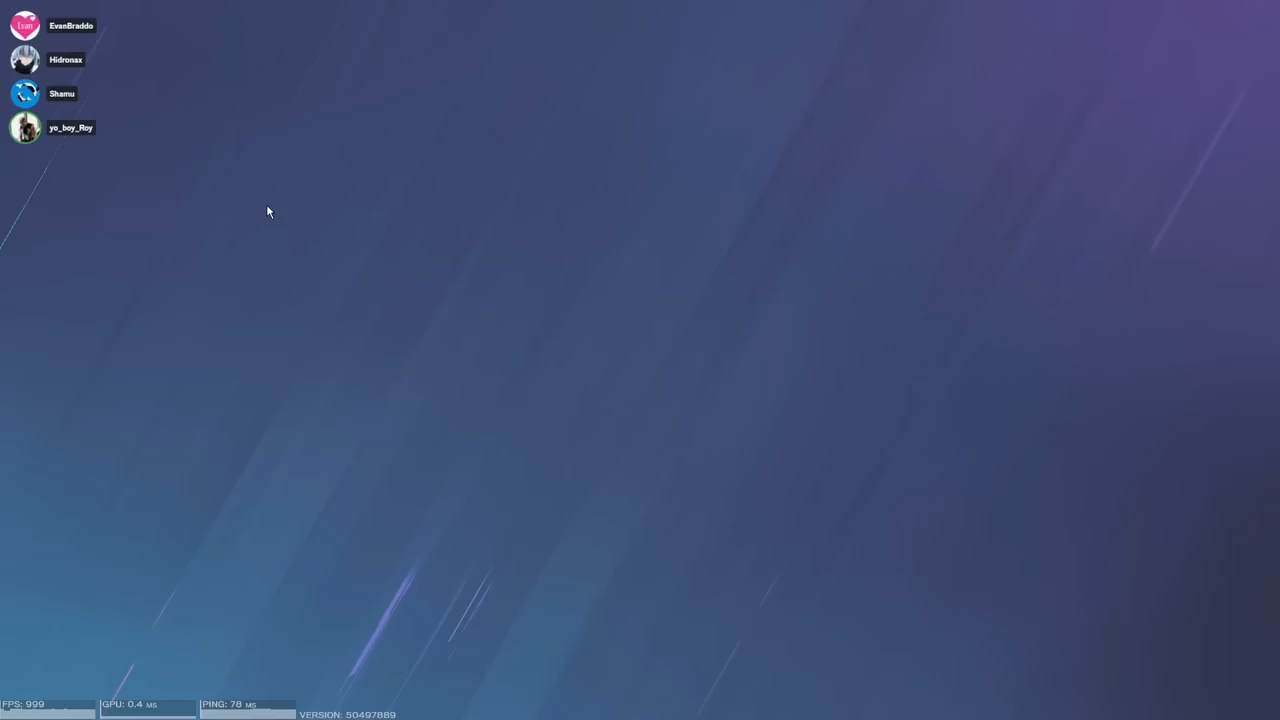 Evan
EvanBraddo
Hidronax
Shamu
yo_boy_Roy
FPS: 999
GPU: 0.4 MS
PING: 78 MS
VERSION: 50497889